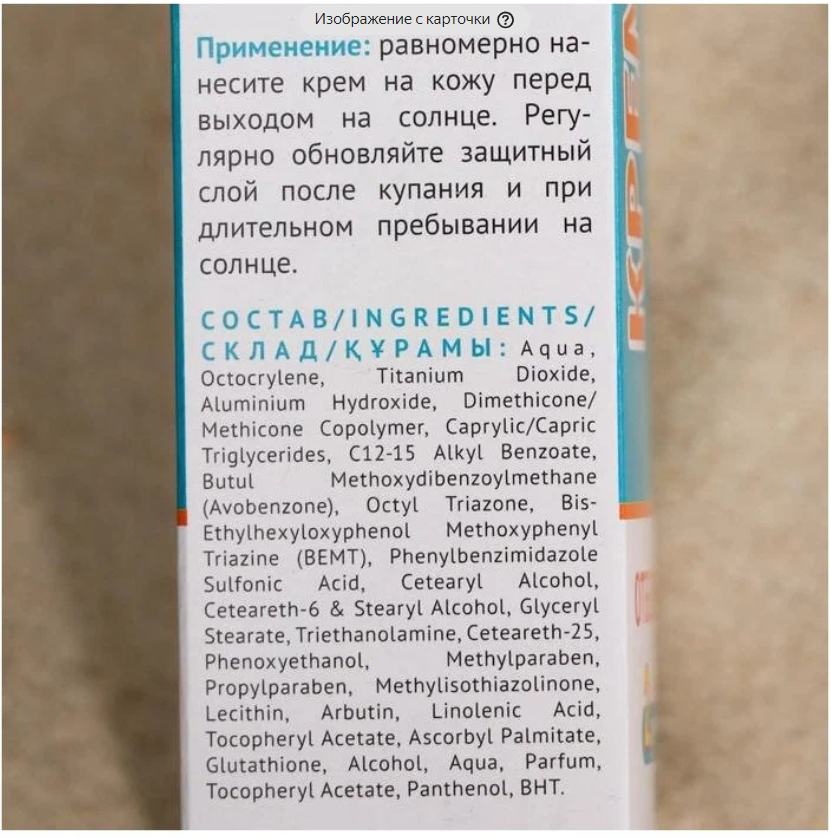 Изображение с карточки
Применение: равномерно на-
несите крем на кожу перед
выходом на солнце. Регу-
лярно обновляйте защитный
слой после купания и при
длительном пребывании на
солнце.
СОСТАВ/INGREDIENTS/
СКЛАД/ҚҰРАМЫ: Aqua,
Octocrylene, Titanium Dioxide,
Aluminium Hydroxide, Dimethicone/
Methicone Copolymer, Caprylic/Capric
Triglycerides, C12-15 Alkyl Benzoate,
Butul Methoxydibenzoylmethane
(Avobenzone), Octyl Triazone, Bis-
Ethylhexyloxyphenol Methoxyphenyl
Triazine (BEMT), Phenylbenzimidazole
Sulfonic Acid, Cetearyl Alcohol,
Ceteareth-6 & Stearyl Alcohol, Glyceryl
Stearate, Triethanolamine, Ceteareth-25,
Phenoxyethanol, Methylparaben,
Propylparaben, Methylisothiazolinone,
Lecithin, Arbutin, Linolenic Acid,
Tocopheryl Acetate, Ascorbyl Palmitate,
Glutathione, Alcohol, Aqua, Parfum,
Tocopheryl Acetate, Panthenol, BHT.
КРЕМ